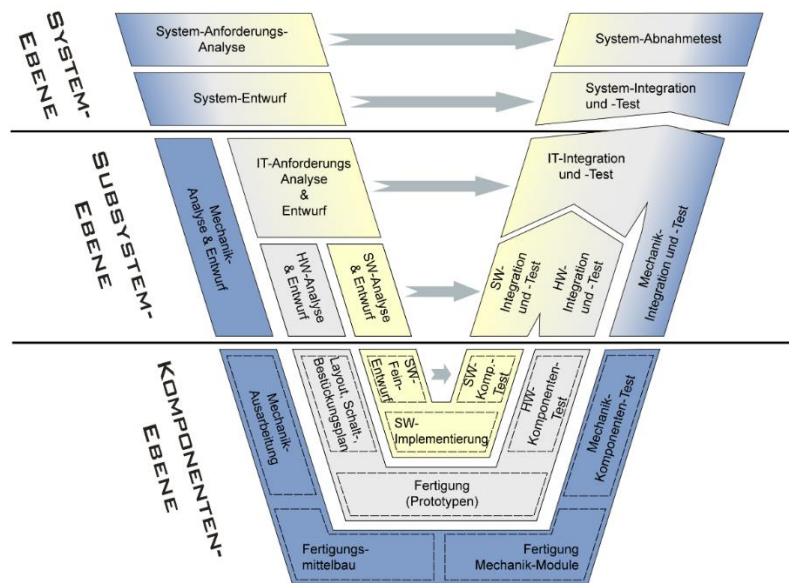 SYSTEM-
EBENE
System-Anforderungs-
Analyse
System-Abnahmetest
System-Entwurf
System-Integration
und -Test
SUBSYSTEM-
EBENE
Mechanik-
Analyse & Entwurf
IT-Anforderungs
Analyse
&
Entwurf
IT-Integration
und -Test
HW-Analyse
& Entwurf
SW-Analyse
& Entwurf
SW-
Integration
und -Test
HW-
Integration
und -Test
Mechanik-
Integration und -Test
KOMPONENTEN-
EBENE
Mechanik-
Ausarbeitung
Layout, Schalt-,
Bestückungsplan
SW-
Fein-
Entwurf
SW-
Komp.-
Test
HW-
Komponenten-
Test
Mechanik-
Komponenten-Test
SW-
Implementierung
Fertigung
(Prototypen)
Fertigungs-
mittelbau
Fertigung
Mechanik-Module